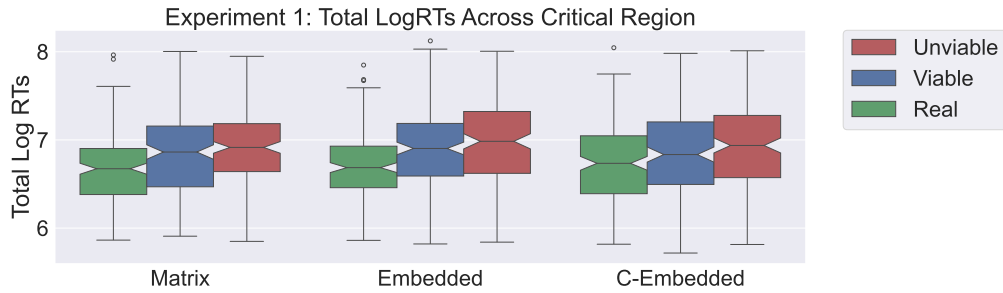 Experiment 1: Total LogRTs Across Critical Region
Total Log RTs
8
7
6
Matrix
Embedded
C-Embedded
Unviable
Viable
Real